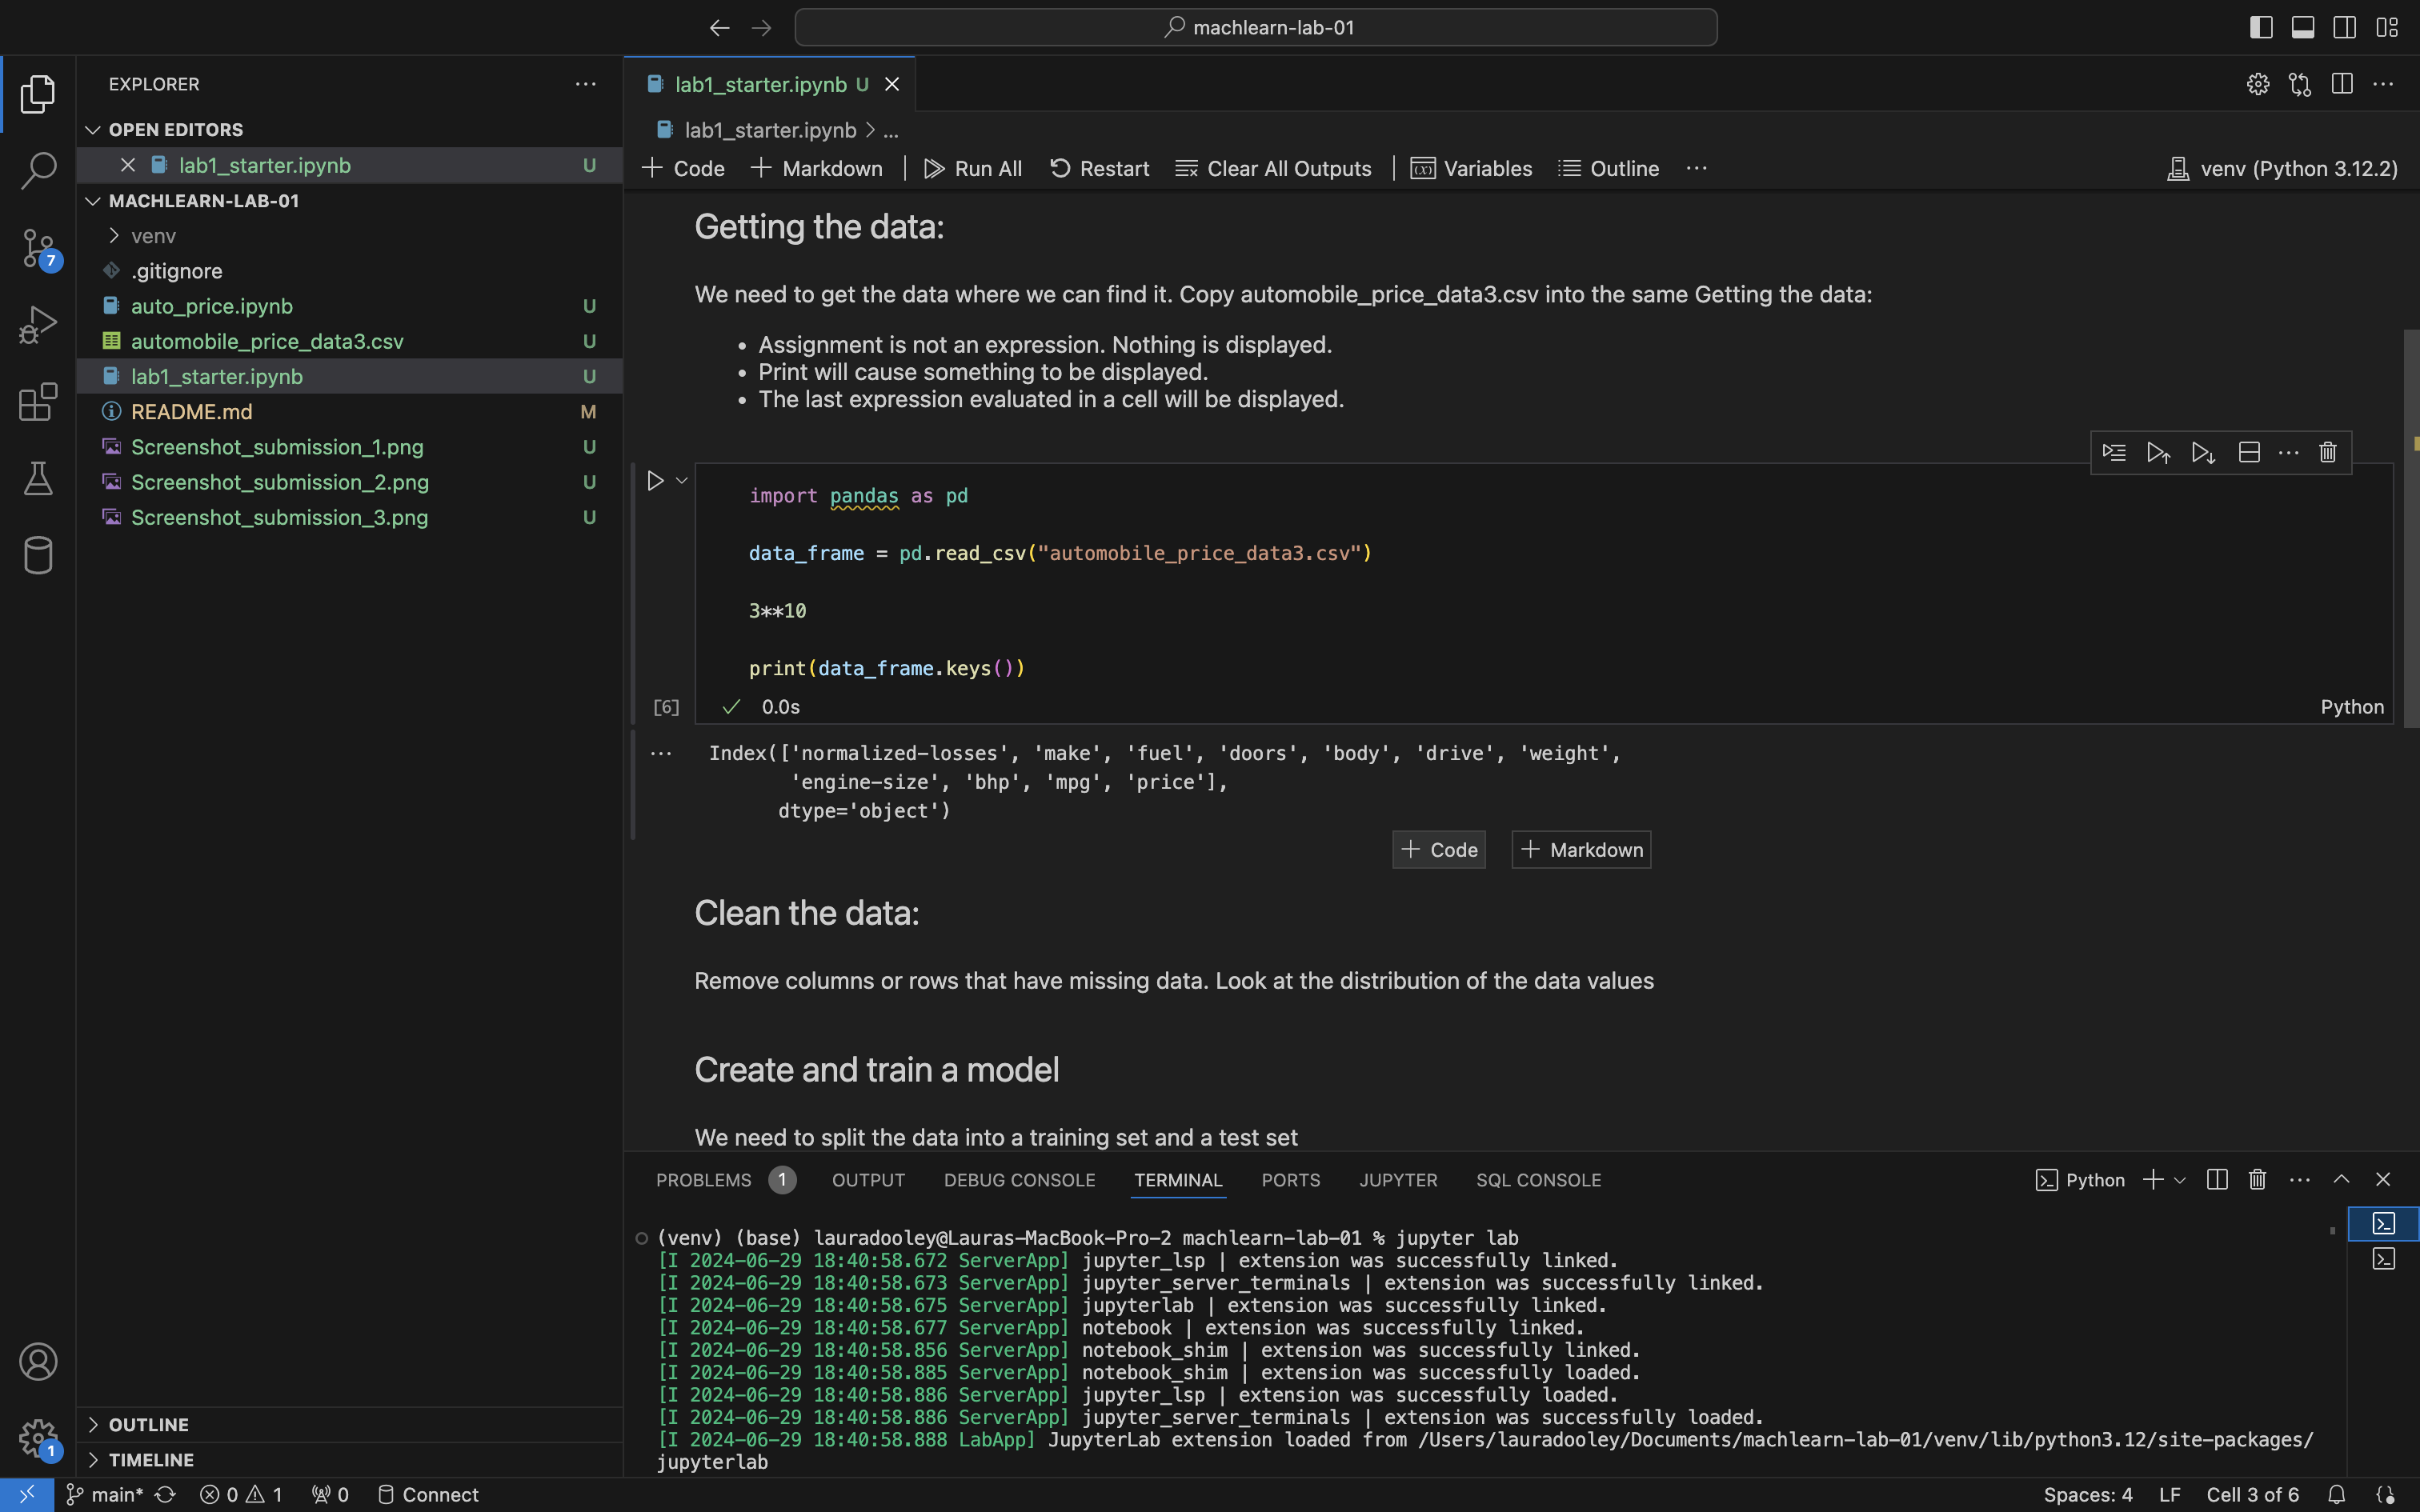 machlearn-lab-01
EXPLORER
OPEN EDITORS
lab1_starter.ipynb U
MACHLEARN-LAB-01
venv
7
.gitignore
auto_price.ipynb U
automobile_price_data3.csv U
lab1_starter.ipynb U
README.md M
Screenshot_submission_1.png U
Screenshot_submission_2.png U
Screenshot_submission_3.png U
1
OUTLINE
TIMELINE
lab1_starter.ipynb U
lab1_starter.ipynb > ...
Code Markdown Run All Restart Clear All Outputs Variables Outline ... venv (Python 3.12.2)
Getting the data:
We need to get the data where we can find it. Copy automobile_price_data3.csv into the same Getting the data:
• Assignment is not an expression. Nothing is displayed.
• Print will cause something to be displayed.
• The last expression evaluated in a cell will be displayed.
import pandas as pd
data_frame = pd.read_csv("automobile_price_data3.csv")
3**10
print(data_frame.keys())
[6] 0.0s Python
Index(['normalized-losses', 'make', 'fuel', 'doors', 'body', 'drive', 'weight',
'engine-size', 'bhp', 'mpg', 'price'],
dtype='object')
+ Code + Markdown
Clean the data:
Remove columns or rows that have missing data. Look at the distribution of the data values
Create and train a model
We need to split the data into a training set and a test set
PROBLEMS 1 OUTPUT DEBUG CONSOLE TERMINAL PORTS JUPYTER SQL CONSOLE Python
(venv) (base) lauradooley@Lauras-MacBook-Pro-2 machlearn-lab-01 % jupyter lab
[I 2024-06-29 18:40:58.672 ServerApp] jupyter_lsp | extension was successfully linked.
[I 2024-06-29 18:40:58.673 ServerApp] jupyter_server_terminals | extension was successfully linked.
[I 2024-06-29 18:40:58.675 ServerApp] jupyterlab | extension was successfully linked.
[I 2024-06-29 18:40:58.677 ServerApp] notebook | extension was successfully linked.
[I 2024-06-29 18:40:58.856 ServerApp] notebook_shim | extension was successfully linked.
[I 2024-06-29 18:40:58.885 ServerApp] notebook_shim | extension was successfully loaded.
[I 2024-06-29 18:40:58.886 ServerApp] jupyter_lsp | extension was successfully loaded.
[I 2024-06-29 18:40:58.886 ServerApp] jupyter_server_terminals | extension was successfully loaded.
[I 2024-06-29 18:40:58.888 LabApp] JupyterLab extension loaded from /Users/lauradooley/Documents/machlearn-lab-01/venv/lib/python3.12/site-packages/
jupyterlab
main* 0 1 0 Connect Spaces: 4 LF Cell 3 of 6